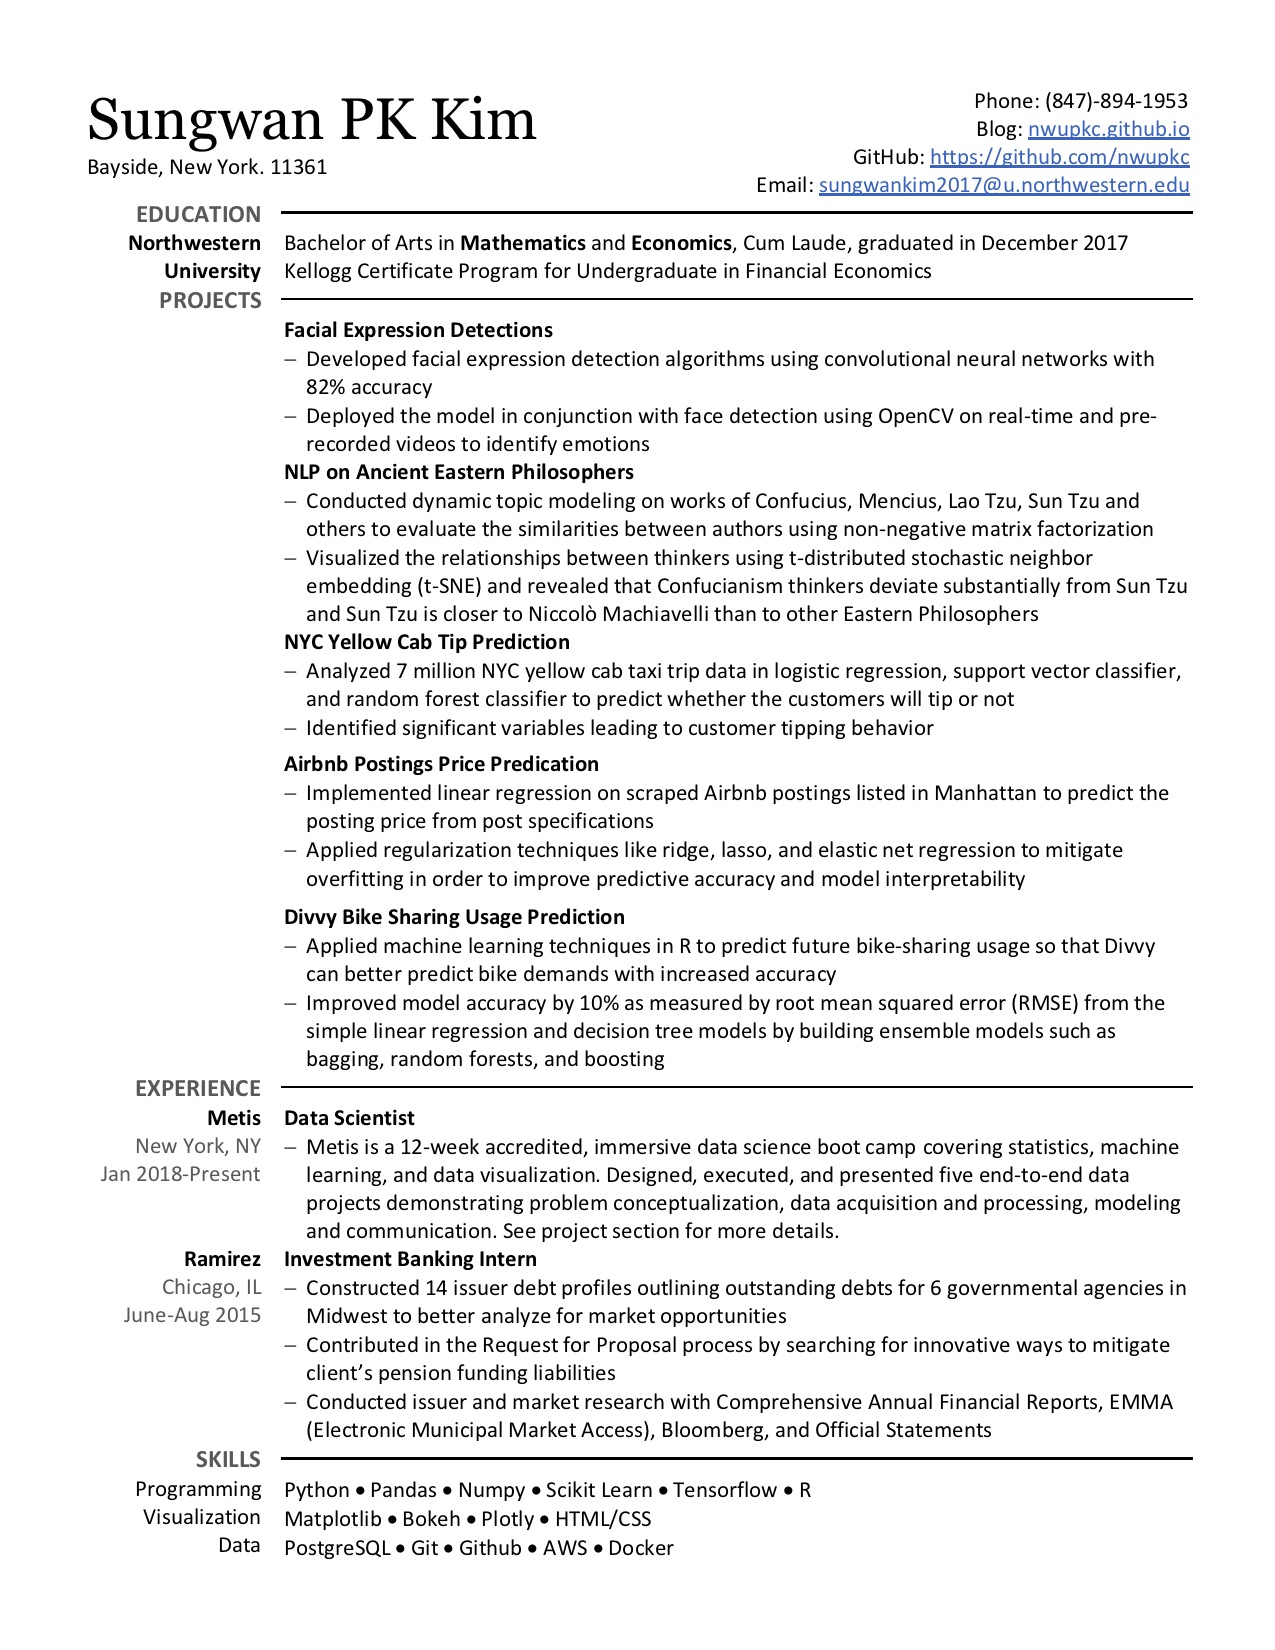 Sungwan PK Kim
Bayside, New York. 11361
Phone: (847)-894-1953
Blog: nwupkc.github.io
GitHub: https://github.com/nwupkc
Email: sungwankim2017@u.northwestern.edu
EDUCATION
Northwestern Bachelor of Arts in Mathematics and Economics, Cum Laude, graduated in December 2017
University Kellogg Certificate Program for Undergraduate in Financial Economics
PROJECTS
Facial Expression Detections
– Developed facial expression detection algorithms using convolutional neural networks with
82% accuracy
– Deployed the model in conjunction with face detection using OpenCV on real-time and pre-
recorded videos to identify emotions
NLP on Ancient Eastern Philosophers
– Conducted dynamic topic modeling on works of Confucius, Mencius, Lao Tzu, Sun Tzu and
others to evaluate the similarities between authors using non-negative matrix factorization
– Visualized the relationships between thinkers using t-distributed stochastic neighbor
embedding (t-SNE) and revealed that Confucianism thinkers deviate substantially from Sun Tzu
and Sun Tzu is closer to Niccolò Machiavelli than to other Eastern Philosophers
NYC Yellow Cab Tip Prediction
– Analyzed 7 million NYC yellow cab taxi trip data in logistic regression, support vector classifier,
and random forest classifier to predict whether the customers will tip or not
– Identified significant variables leading to customer tipping behavior
Airbnb Postings Price Predication
– Implemented linear regression on scraped Airbnb postings listed in Manhattan to predict the
posting price from post specifications
– Applied regularization techniques like ridge, lasso, and elastic net regression to mitigate
overfitting in order to improve predictive accuracy and model interpretability
Divvy Bike Sharing Usage Prediction
– Applied machine learning techniques in R to predict future bike-sharing usage so that Divvy
can better predict bike demands with increased accuracy
– Improved model accuracy by 10% as measured by root mean squared error (RMSE) from the
simple linear regression and decision tree models by building ensemble models such as
bagging, random forests, and boosting
EXPERIENCE
Metis Data Scientist
New York, NY – Metis is a 12-week accredited, immersive data science boot camp covering statistics, machine
Jan 2018-Present learning, and data visualization. Designed, executed, and presented five end-to-end data
projects demonstrating problem conceptualization, data acquisition and processing, modeling
and communication. See project section for more details.
Ramirez Investment Banking Intern
Chicago, IL – Constructed 14 issuer debt profiles outlining outstanding debts for 6 governmental agencies in
June-Aug 2015 Midwest to better analyze for market opportunities
– Contributed in the Request for Proposal process by searching for innovative ways to mitigate
client’s pension funding liabilities
– Conducted issuer and market research with Comprehensive Annual Financial Reports, EMMA
(Electronic Municipal Market Access), Bloomberg, and Official Statements
SKILLS
Programming Python • Pandas • Numpy • Scikit Learn • Tensorflow • R
Visualization Matplotlib • Bokeh • Plotly • HTML/CSS
Data PostgreSQL • Git • Github • AWS • Docker